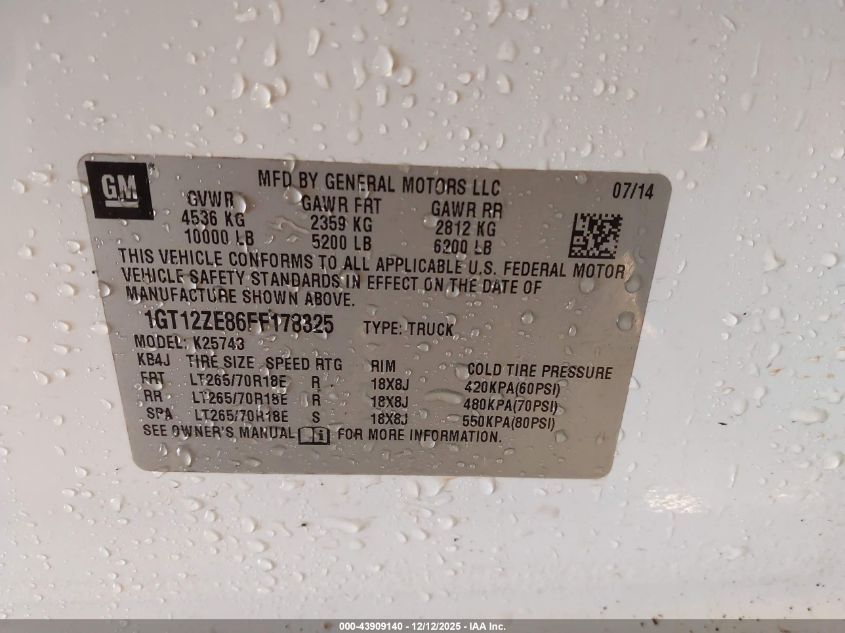 GM
MFD BY GENERAL MOTORS LLC 07/14
GVWR GAWR FRT GAWR RR
4536 KG 2359 KG 2812 KG
10000 LB 5200 LB 6200 LB
THIS VEHICLE CONFORMS TO ALL APPLICABLE U.S. FEDERAL MOTOR
VEHICLE SAFETY STANDARDS IN EFFECT ON THE DATE OF
MANUFACTURE SHOWN ABOVE.
1GT12ZE86FF178325 TYPE: TRUCK
MODEL: K25743
KB4J TIRE SIZE SPEED RTG RIM COLD TIRE PRESSURE
FRT LT265/70R18E R 18X8J 420KPA(60PSI)
RR LT265/70R18E R 18X8J 480KPA(70PSI)
SPA LT265/70R18E S 18X8J 550KPA(80PSI)
SEE OWNER'S MANUAL FOR MORE INFORMATION.
000-43909140 - 12/12/2025 - IAA Inc.